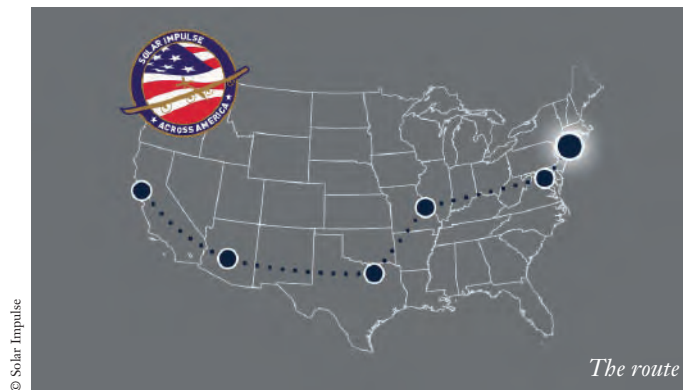 SOLAR IMPULSE
★ ACROSS AMERICA ★
© Solar Impulse
The route